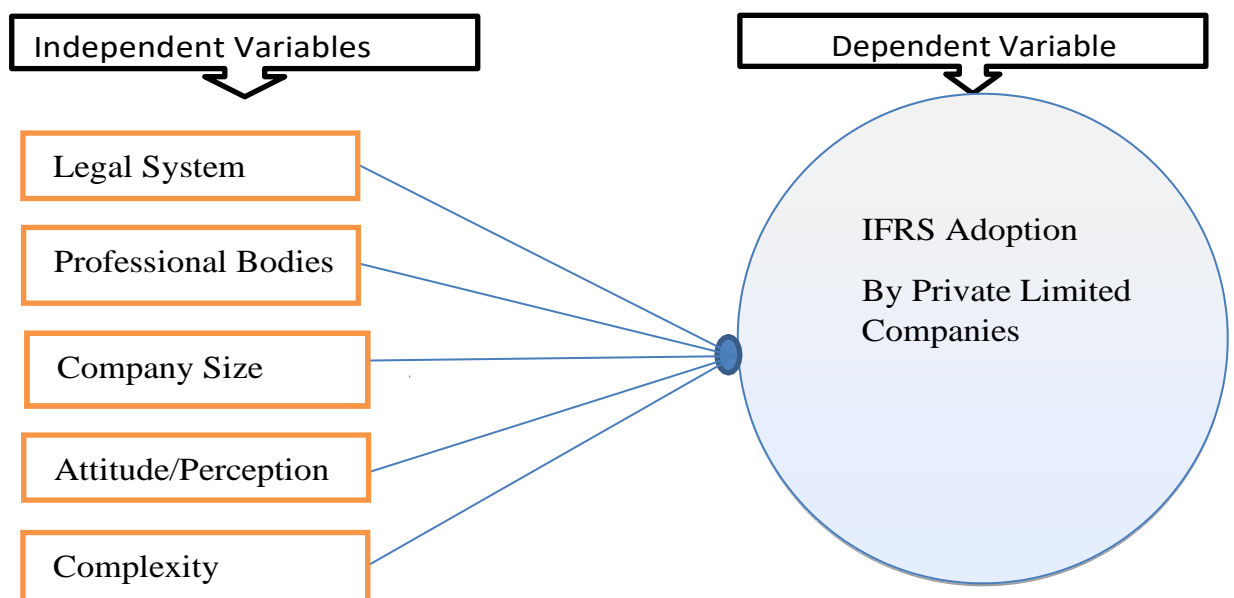 Independent Variables
Dependent Variable
Legal System
Professional Bodies
Company Size
Attitude/Perception
Complexity
IFRS Adoption
By Private Limited
Companies